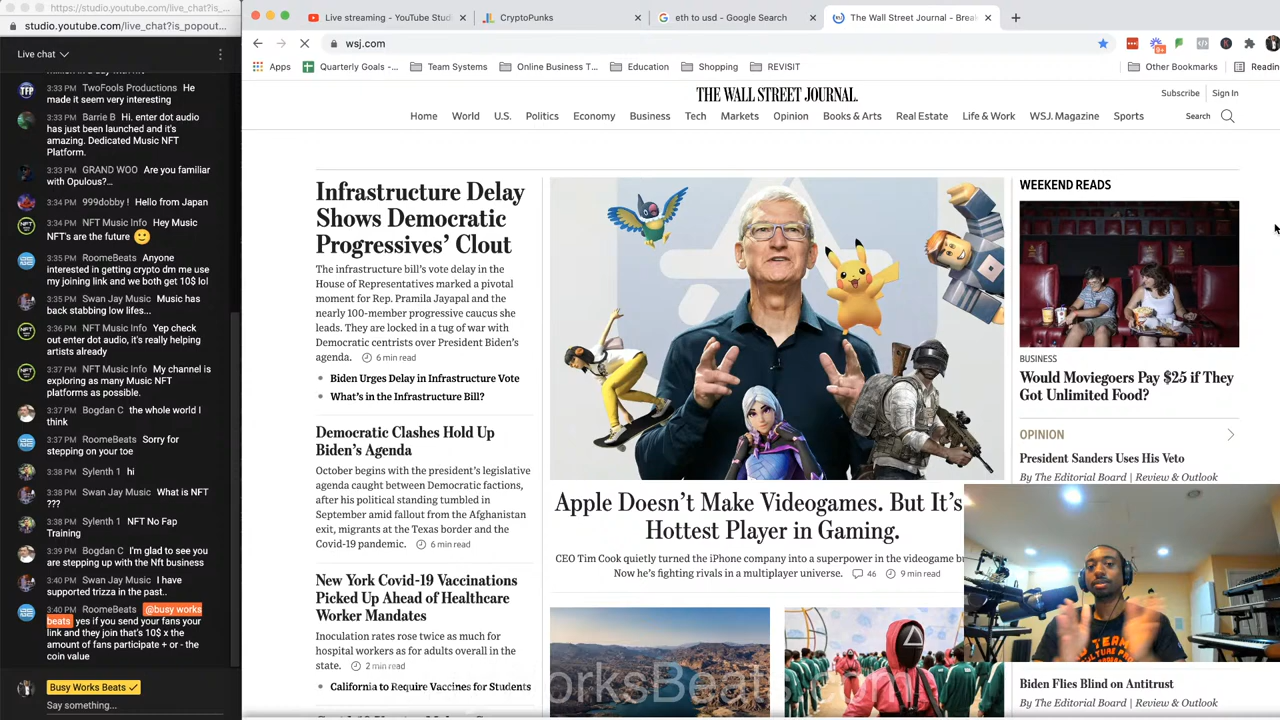 https://studio.youtube.com/live_chat?is_popout...
studio.youtube.com/live_chat?is_popout...
Live chat
3:33 PM TwoFools Productions He
made it seem very interesting
3:33 PM Barrie B Hi. enter dot audio
has just been launched and it's
amazing. Dedicated Music NFT
Platform.
3:33 PM GRAND WOO Are you familiar
with Opulous?...
3:34 PM 999dobby ! Hello from Japan
3:34 PM NFT Music Info Hey Music
NFT's are the future
3:35 PM RoomeBeats Anyone
interested in getting crypto dm me use
my joining link and we both get 10$ lol
3:35 PM Swan Jay Music Music has
back stabbing low lifes...
3:36 PM NFT Music Info Yep check
out enter dot audio, it's really helping
artists already
3:37 PM NFT Music Info My channel is
exploring as many Music NFT
platforms as possible.
3:37 PM Bogdan C the whole world I
think
3:37 PM RoomeBeats Sorry for
stepping on your toe
3:38 PM Sylenth 1 hi
3:38 PM Swan Jay Music What is NFT
???
3:38 PM Sylenth 1 NFT No Fap
Training
3:39 PM Bogdan C I'm glad to see you
are stepping up with the Nft business
3:40 PM Swan Jay Music I have
supported trizza in the past..
3:40 PM RoomeBeats @busy works
beats yes if you send your fans your
link and they join that's 10$ x the
amount of fans participate + or - the
coin value
Busy Works Beats
Say something...
Live streaming - YouTube Stud
CryptoPunks
eth to usd - Google Search
The Wall Street Journal - Break
wsj.com
Apps
Quarterly Goals -...
Team Systems
Online Business T...
Education
Shopping
REVISIT
Other Bookmarks
Readin
THE WALL STREET JOURNAL.
Subscribe
Sign In
Home
World
U.S.
Politics
Economy
Business
Tech
Markets
Opinion
Books & Arts
Real Estate
Life & Work
WSJ. Magazine
Sports
Search
Infrastructure Delay
Shows Democratic
Progressives' Clout
The infrastructure bill's vote delay in the
House of Representatives marked a pivotal
moment for Rep. Pramila Jayapal and the
nearly 100-member progressive caucus she
leads. They are locked in a tug of war with
Democratic centrists over President Biden's
agenda. 6 min read
Biden Urges Delay in Infrastructure Vote
What's in the Infrastructure Bill?
Democratic Clashes Hold Up
Biden's Agenda
October begins with the president's legislative
agenda caught between Democratic factions,
after his political standing tumbled in
September amid fallout from the Afghanistan
exit, migrants at the Texas border and the
Covid-19 pandemic. 6 min read
New York Covid-19 Vaccinations
Picked Up Ahead of Healthcare
Worker Mandates
Inoculation rates rose twice as much for
hospital workers as for adults overall in the
state. 2 min read
California to Require Vaccines for Students
Apple Doesn't Make Videogames. But It's
Hottest Player in Gaming.
CEO Tim Cook quietly turned the iPhone company into a superpower in the videogame
Now he's fighting rivals in a multiplayer universe. 46 9 min read
WEEKEND READS
BUSINESS
Would Moviegoers Pay $25 if They
Got Unlimited Food?
OPINION
President Sanders Uses His Veto
By The Editorial Board | Review & Outlook
TEAM
CULTURE
Biden Flies Blind on Antitrust
By The Editorial Board | Review & Outlook